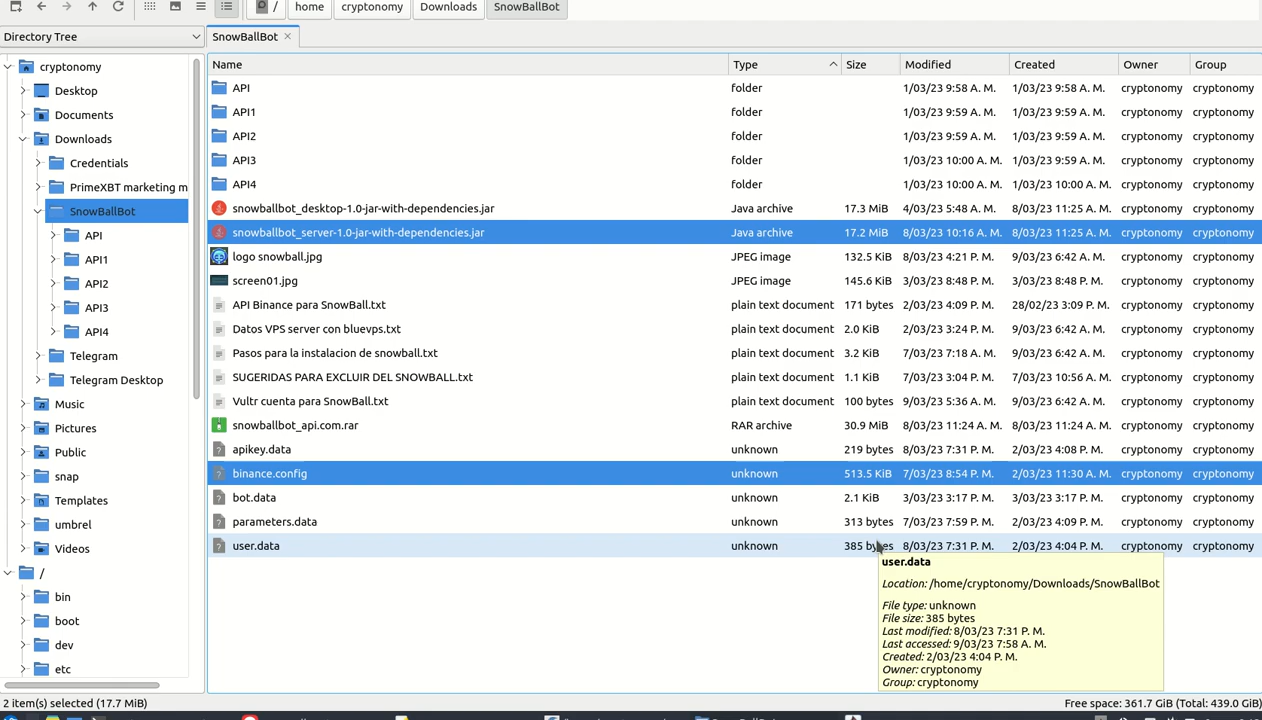 / home cryptonomy Downloads SnowBallBot
Directory Tree
SnowBallBot ×
cryptonomy
Desktop
Documents
Downloads
Credentials
PrimeXBT marketing m
SnowBallBot
API
API1
API2
API3
API4
Telegram
Telegram Desktop
Music
Pictures
Public
snap
Templates
umbrel
Videos
/
bin
boot
dev
etc
Name Type Size Modified Created Owner Group
API folder 1/03/23 9:58 A. M. 1/03/23 9:58 A. M. cryptonomy cryptonomy
API1 folder 1/03/23 9:59 A. M. 1/03/23 9:59 A. M. cryptonomy cryptonomy
API2 folder 1/03/23 9:59 A. M. 1/03/23 9:59 A. M. cryptonomy cryptonomy
API3 folder 1/03/23 10:00 A. M. 1/03/23 9:59 A. M. cryptonomy cryptonomy
API4 folder 1/03/23 10:00 A. M. 1/03/23 10:00 A. M. cryptonomy cryptonomy
snowballbot_desktop-1.0-jar-with-dependencies.jar Java archive 17.3 MiB 4/03/23 5:48 A. M. 8/03/23 11:25 A. M. cryptonomy cryptonomy
snowballbot_server-1.0-jar-with-dependencies.jar Java archive 17.2 MiB 8/03/23 10:16 A. M. 8/03/23 11:25 A. M. cryptonomy cryptonomy
logo snowball.jpg JPEG image 132.5 KiB 8/03/23 4:21 P. M. 9/03/23 6:42 A. M. cryptonomy cryptonomy
screen01.jpg JPEG image 145.6 KiB 3/03/23 8:48 P. M. 3/03/23 8:48 P. M. cryptonomy cryptonomy
API Binance para SnowBall.txt plain text document 171 bytes 2/03/23 4:09 P. M. 28/02/23 3:09 P. M. cryptonomy cryptonomy
Datos VPS server con bluevps.txt plain text document 2.0 KiB 2/03/23 3:24 P. M. 9/03/23 6:42 A. M. cryptonomy cryptonomy
Pasos para la instalacion de snowball.txt plain text document 3.2 KiB 7/03/23 7:18 A. M. 9/03/23 6:42 A. M. cryptonomy cryptonomy
SUGERIDAS PARA EXCLUIR DEL SNOWBALL.txt plain text document 1.1 KiB 7/03/23 3:04 P. M. 7/03/23 10:56 A. M. cryptonomy cryptonomy
Vultr cuenta para SnowBall.txt plain text document 100 bytes 9/03/23 5:36 A. M. 9/03/23 6:42 A. M. cryptonomy cryptonomy
snowballbot_api.com.rar RAR archive 30.9 MiB 8/03/23 11:24 A. M. 8/03/23 11:24 A. M. cryptonomy cryptonomy
apikey.data unknown 219 bytes 8/03/23 7:31 P. M. 2/03/23 4:08 P. M. cryptonomy cryptonomy
binance.config unknown 513.5 KiB 7/03/23 8:54 P. M. 2/03/23 11:30 A. M. cryptonomy cryptonomy
bot.data unknown 2.1 KiB 3/03/23 3:17 P. M. 3/03/23 3:17 P. M. cryptonomy cryptonomy
parameters.data unknown 313 bytes 7/03/23 7:59 P. M. 2/03/23 4:09 P. M. cryptonomy cryptonomy
user.data unknown 385 bytes 8/03/23 7:31 P. M. 2/03/23 4:04 P. M. cryptonomy cryptonomy
user.data
Location: /home/cryptonomy/Downloads/SnowBallBot
File type: unknown
File size: 385 bytes
Last modified: 8/03/23 7:31 P. M.
Last accessed: 9/03/23 7:58 A. M.
Created: 2/03/23 4:04 P. M.
Owner: cryptonomy
Group: cryptonomy
2 item(s) selected (17.7 MiB) Free space: 361.7 GiB (Total: 439.0 GiB)